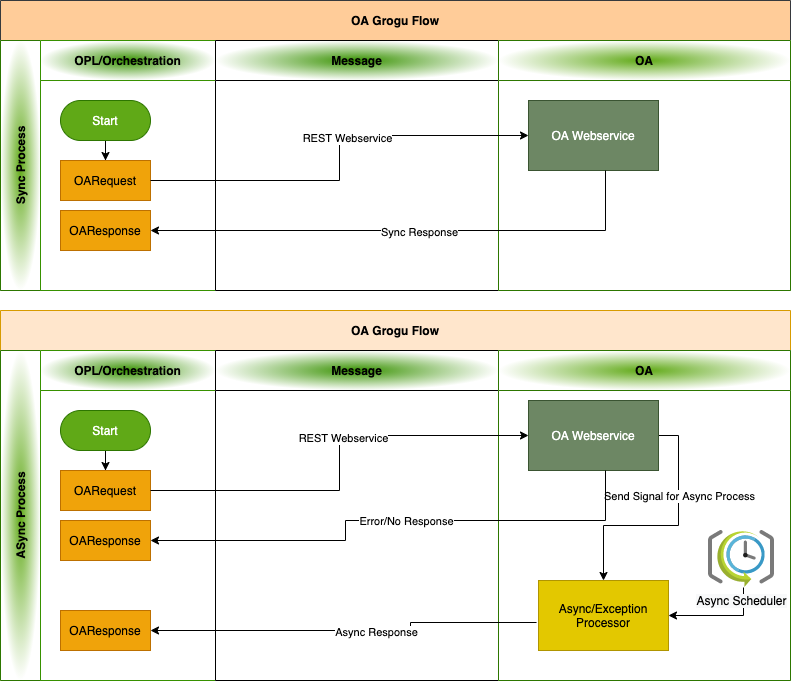 OA Grogu Flow
OPL/Orchestration
Message
OA
Sync Process
Start
REST Webservice
OA Webservice
OARequest
OAResponse
Sync Response
OA Grogu Flow
OPL/Orchestration
Message
OA
ASync Process
Start
REST Webservice
OA Webservice
OARequest
Send Signal for Async Process
Error/No Response
OAResponse
Async Scheduler
Async/Exception
Processor
OAResponse
Async Response